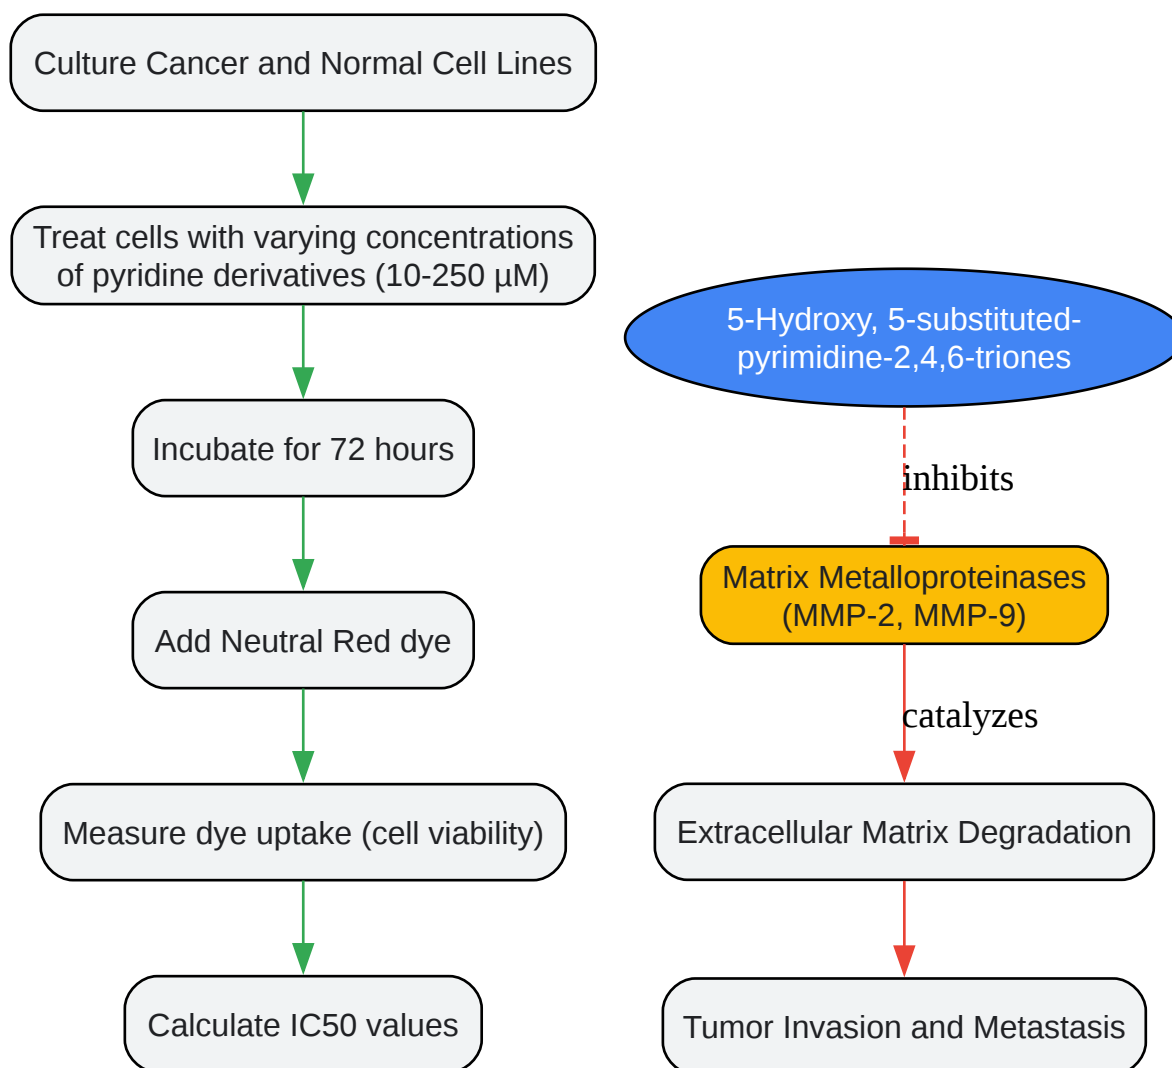 Culture Cancer and Normal Cell Lines
Treat cells with varying concentrations
of pyridine derivatives (10-250 µM)
Incubate for 72 hours
Add Neutral Red dye
Measure dye uptake (cell viability)
Calculate IC50 values
5-Hydroxy, 5-substituted-
pyrimidine-2,4,6-triones
inhibits
Matrix Metalloproteinases
(MMP-2, MMP-9)
catalyzes
Extracellular Matrix Degradation
Tumor Invasion and Metastasis